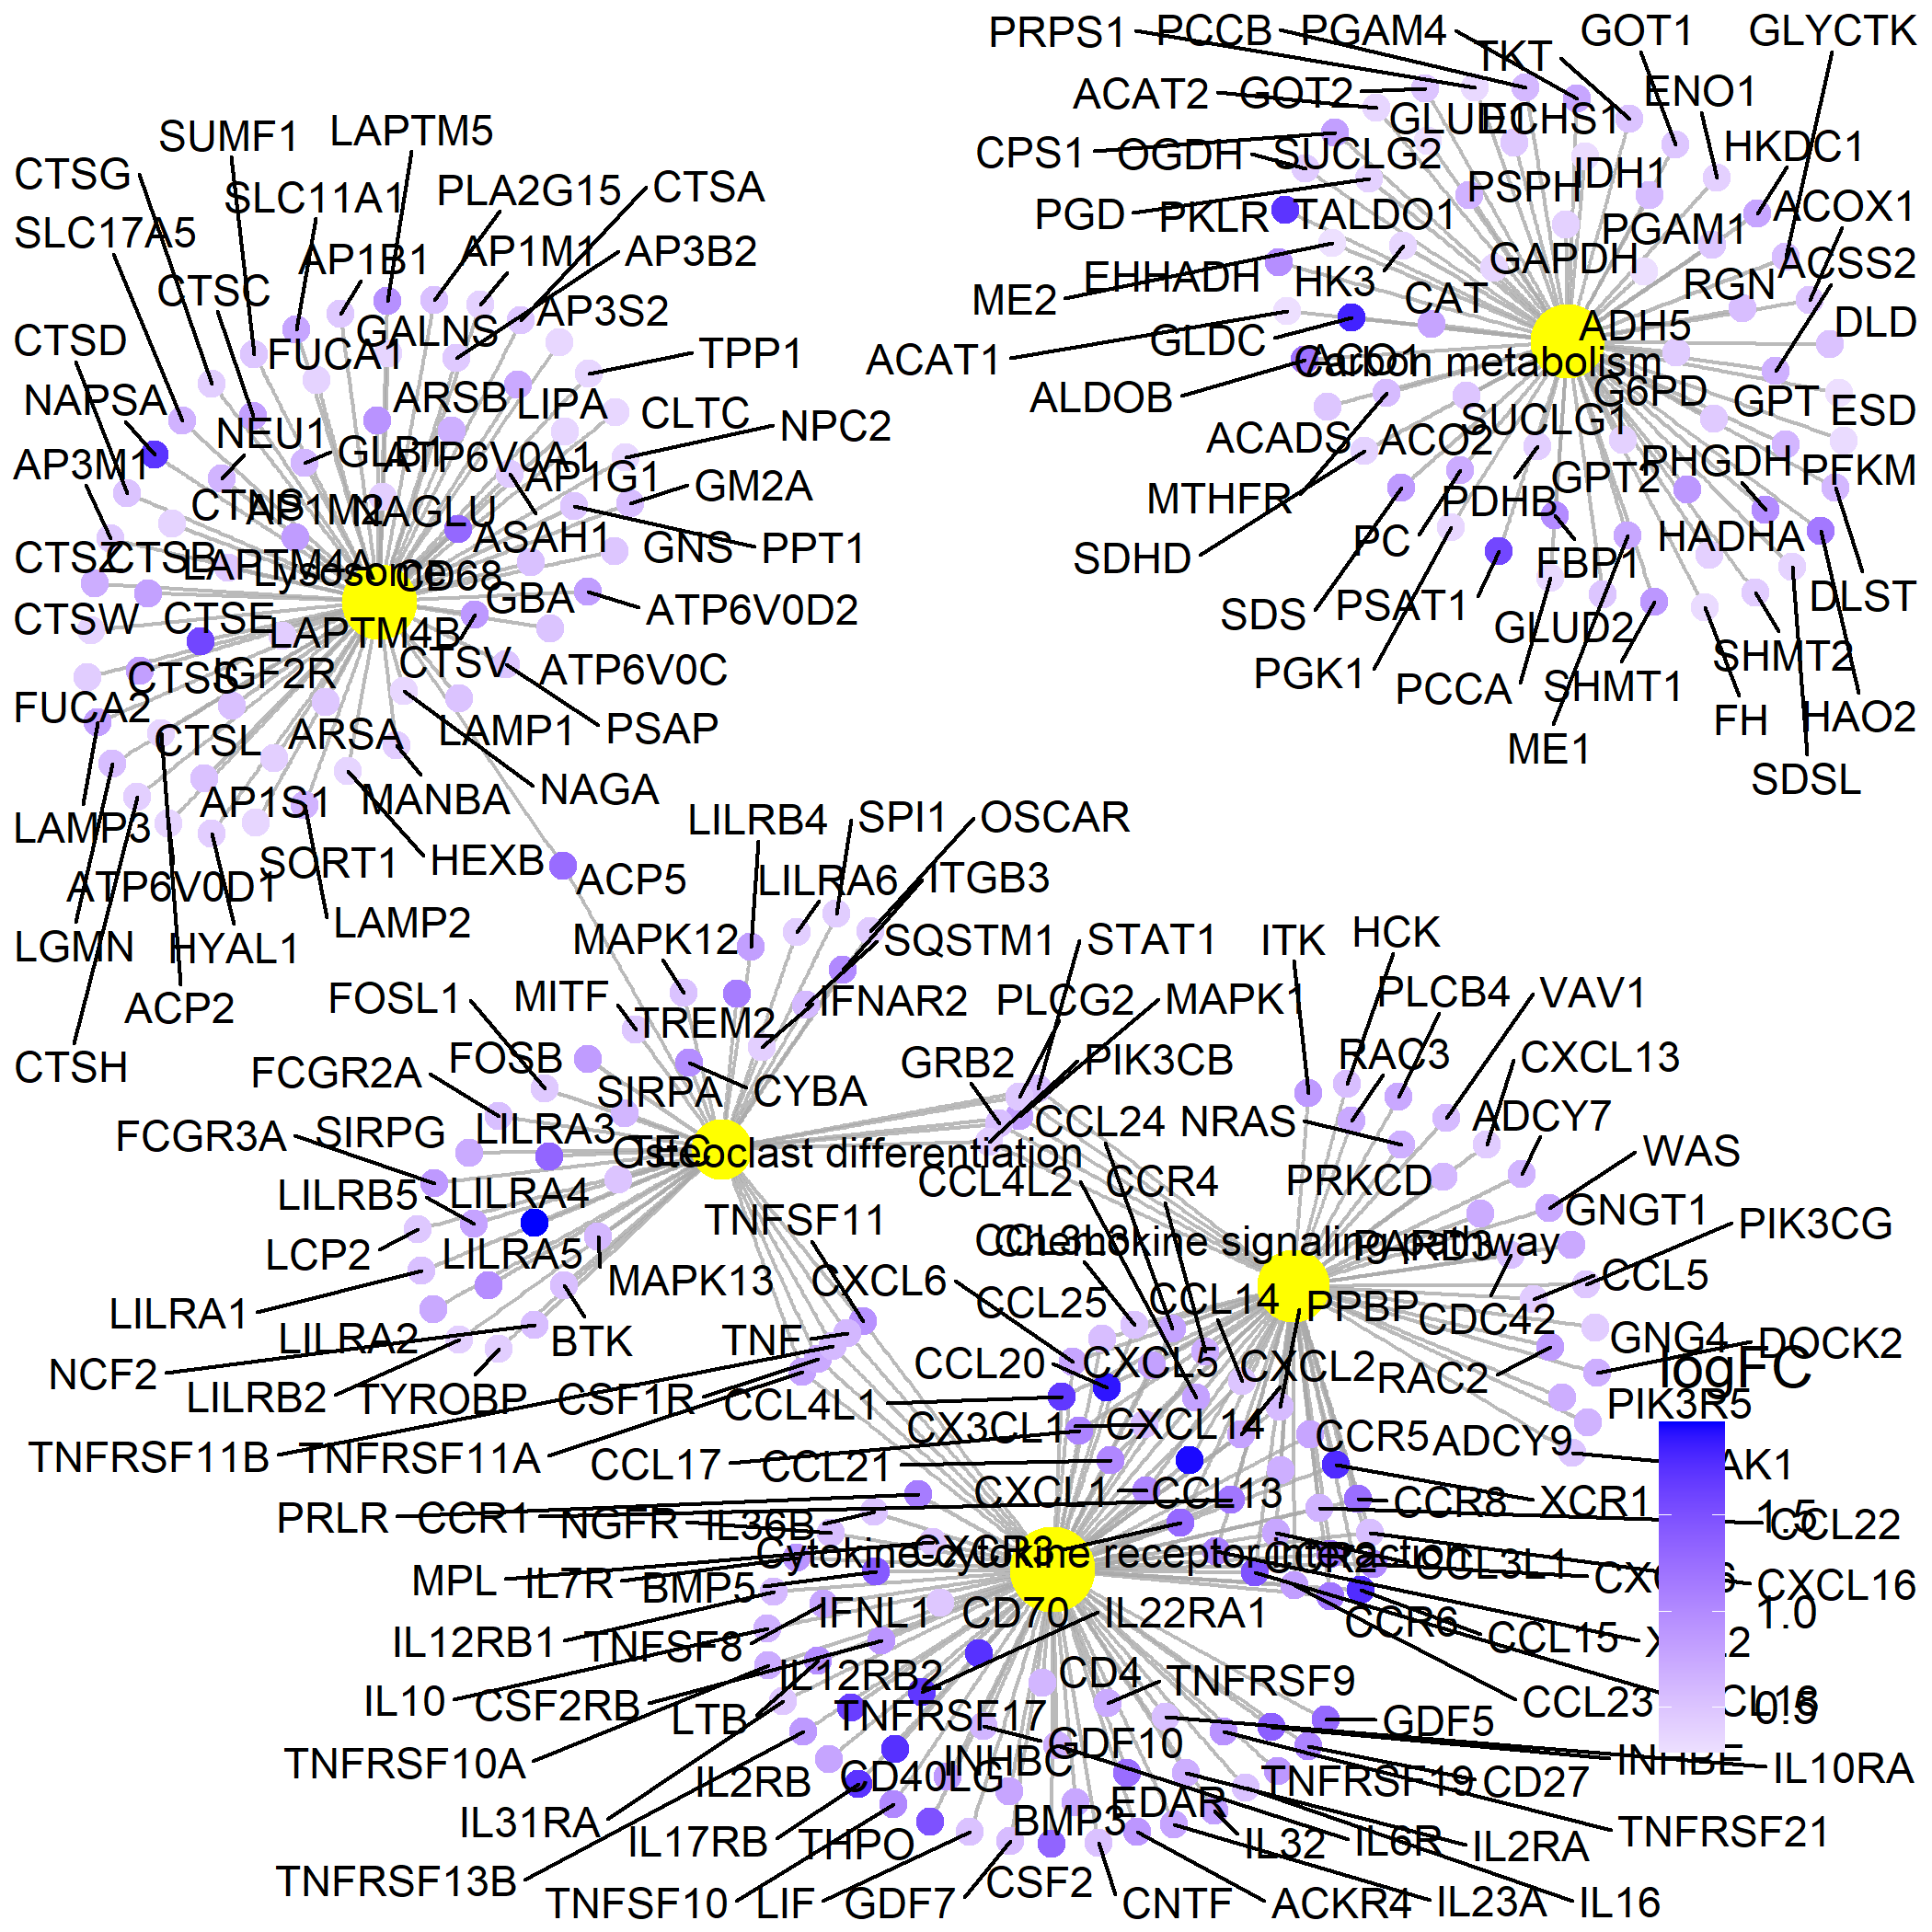 PRPS1
PCCB
PGAM4
TKT
GOT1
GLYCTK
ACAT2
GOT2
GLUD1
ECHS1
ENO1
SUMF1
LAPTM5
CPS1
OGDH
SUCLG2
IDH1
HKDC1
CTSG
SLC11A1
PLA2G15
CTSA
PSPH
PGD
PKLR
TALDO1
PGAM1
ACOX1
SLC17A5
AP1B1
AP1M1
AP3B2
GAPDH
RGN
ACSS2
CTSC
EHHADH
HK3
CAT
ME2
CTSD
GALNS
AP3S2
FUCA1
TPP1
ACAT1
GLDC
ACO1
ADH5
DLD
Carbon metabolism
NAPSA
ARSB
LIPA
CLTC
NPC2
ALDOB
G6PD
GPT
ESD
NEU1
GLB1
ACADS
ACO2
SUCLG1
AP3M1
ATP6V0A1
AP1G1
GM2A
MTHFR
PDHB
GPT2
PHGDH
PFKM
CTNS
AP1M2
NAGLU
ASAH1
GNS
PPT1
SDHD
PC
FBP1
HADHA
CTSZ
CTSB
LAPTM4A
Lysosome
CD68
GBA
ATP6V0D2
SDS
PSAT1
GLUD2
DLST
CTSW
CTSE
LAPTM4B
CTSV
ATP6V0C
PGK1
PCCA
SHMT1
SHMT2
CTSS
IGF2R
FUCA2
CTSL
ARSA
LAMP1
PSAP
ME1
FH
HAO2
SDSL
LAMP3
AP1S1
MANBA
NAGA
SORT1
HEXB
ACP5
LILRB4
SPI1
OSCAR
ATP6V0D1
LAMP2
LILRA6
ITGB3
LGMN
HYAL1
MAPK12
SQSTM1
STAT1
ITK
HCK
ACP2
FOSL1
MITF
TREM2
IFNAR2
PLCG2
MAPK1
PLCB4
VAV1
CTSH
FCGR2A
FOSB
SIRPA
CYBA
GRB2
PIK3CB
RAC3
CXCL13
FCGR3A
SIRPG
LILRA3
TEC
Osteoclast differentiation
CCL24
NRAS
ADCY7
WAS
LILRB5
LILRA4
CCL4L2
CCR4
PRKCD
GNGT1
PIK3CG
LCP2
LILRA5
TNFSF11
CCL3L3
Chemokine signaling pathway
PARD3
CCL5
MAPK13
CXCL6
CCL25
CCL14
PPBP
CDC42
LILRA1
LILRA2
BTK
TNF
GNG4
DOCK2
NCF2
LILRB2
TYROBP
CSF1R
CCL20
CXCL5
CXCL2
RAC2
logFC
PIK3R5
TNFRSF11B
TNFRSF11A
CCL4L1
CX3CL1
CXCL14
CCR5
ADCY9
CCL17
CCL21
CXCL1
CCL13
CCR8
XCR1
1.5
CCL22
PRLR
CCR1
NGFR
IL36B
CXCR3
Cytokine-cytokine receptor interaction
CCR2
CCL3L1
CXCL16
MPL
IL7R
BMP5
1.0
IL12RB1
TNFSF8
IFNL1
CD70
IL22RA1
CCR6
CCL15
IL10
CSF2RB
LTB
IL12RB2
CD4
TNFRSF9
CCL23
0.5
TNFRSF10A
TNFRSF17
GDF10
GDF5
INHBE
IL10RA
IL31RA
IL2RB
CD40LG
INHBC
TNFRSF19
CD27
TNFRSF21
TNFRSF13B
IL17RB
THPO
BMP3
EDAR
IL32
IL6R
IL2RA
TNFSF10
LIF
GDF7
CSF2
CNTF
ACKR4
IL23A
IL16